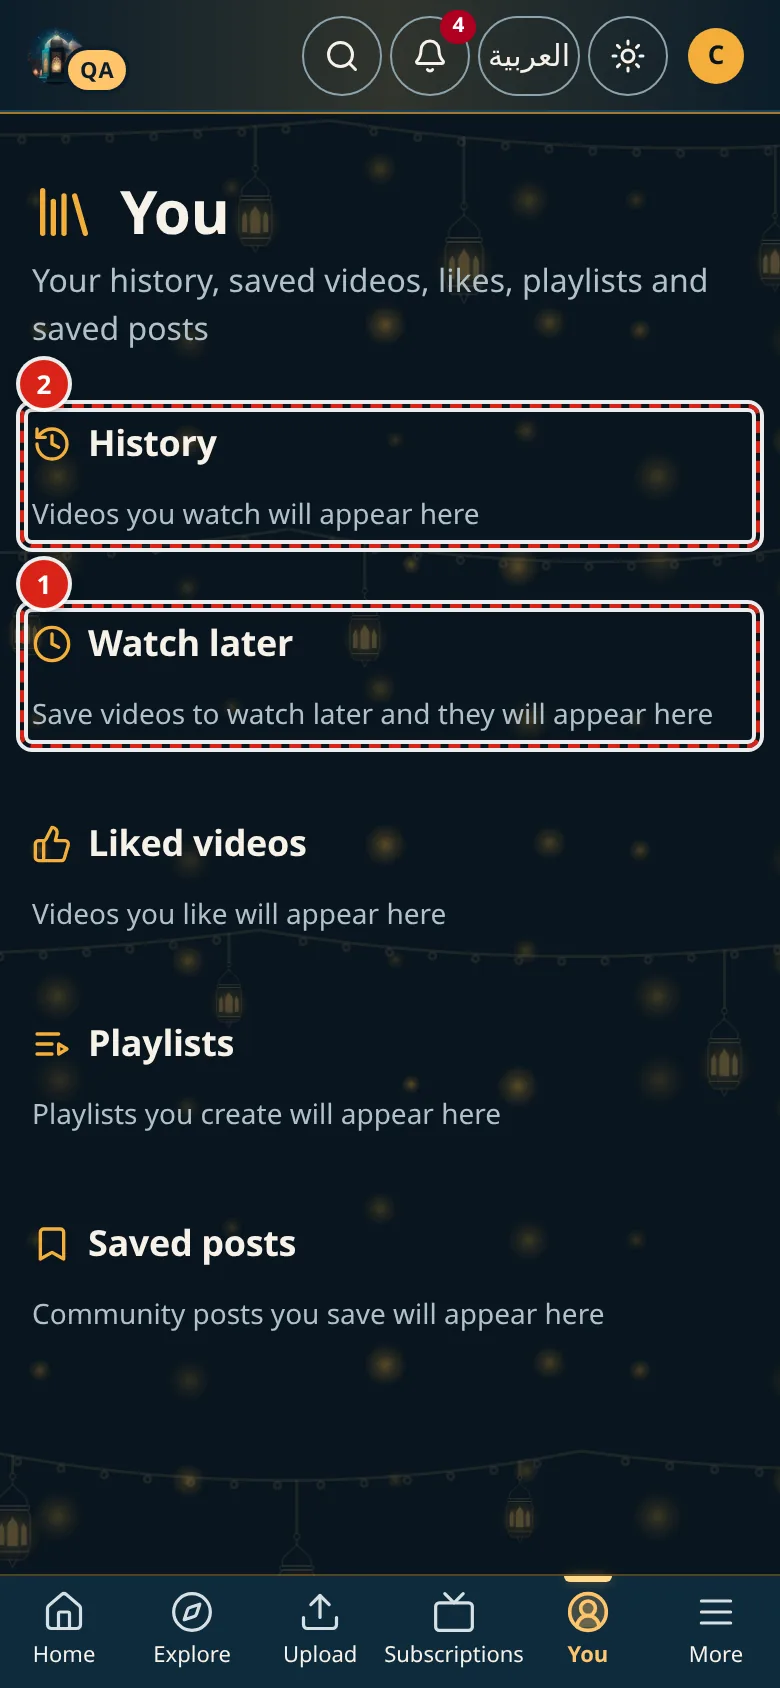 QA
4
العربية
C
You
Your history, saved videos, likes, playlists and
saved posts
2
History
Videos you watch will appear here
1
Watch later
Save videos to watch later and they will appear here
Liked videos
Videos you like will appear here
Playlists
Playlists you create will appear here
Saved posts
Community posts you save will appear here
Home
Explore
Upload
Subscriptions
You
More